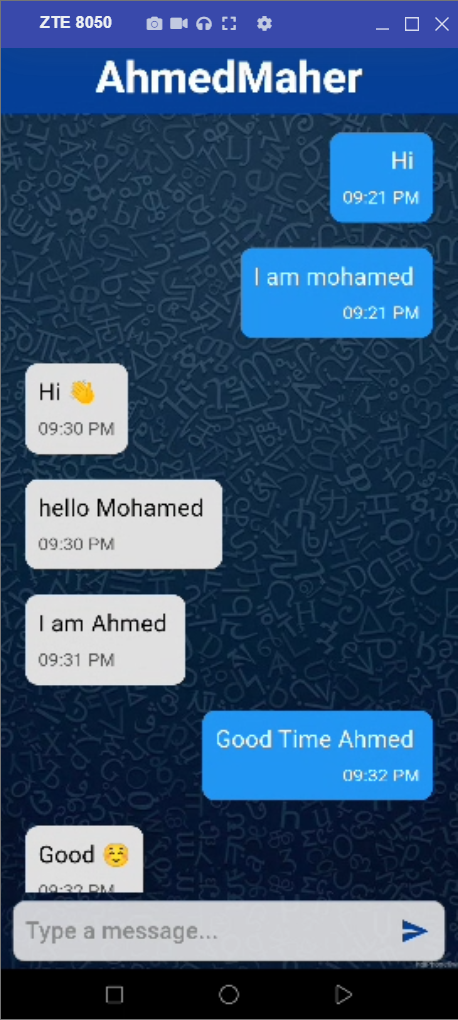 ZTE 8050
AhmedMaher
Hi
09:21 PM
I am mohamed
09:21 PM
Hi 👋
09:30 PM
hello Mohamed
09:30 PM
I am Ahmed
09:31 PM
Good Time Ahmed
09:32 PM
Good ☺️
09:32 PM
Type a message...